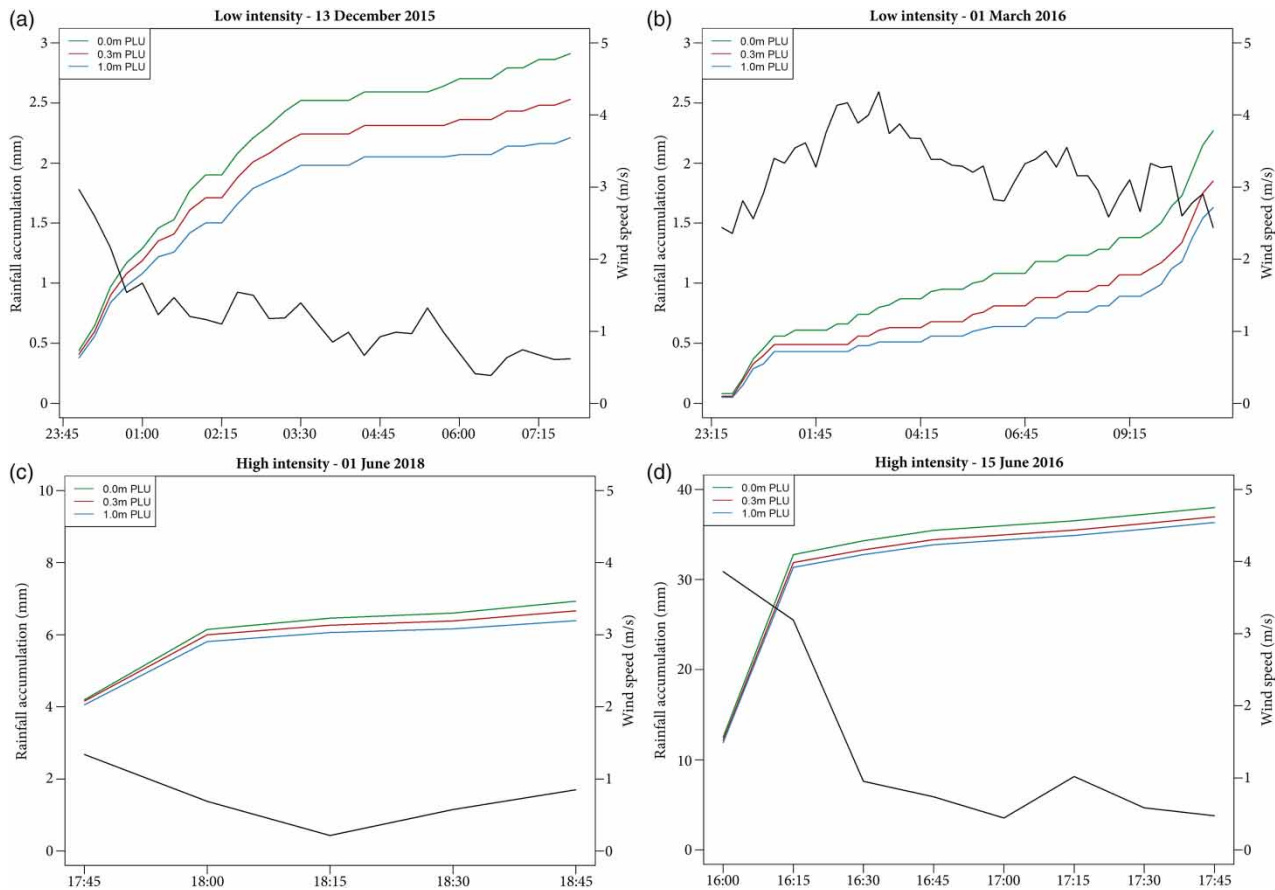 (a)
Low intensity - 13 December 2015
0.0m PLU
0.3m PLU
1.0m PLU
Rainfall accumulation (mm)
3
2.5
2
1.5
1
0.5
0
Wind speed (m/s)
5
4
3
2
1
0
23:45 01:00 02:15 03:30 04:45 06:00 07:15
(b)
Low intensity - 01 March 2016
0.0m PLU
0.3m PLU
1.0m PLU
Rainfall accumulation (mm)
3
2.5
2
1.5
1
0.5
0
Wind speed (m/s)
5
4
3
2
1
0
23:15 01:45 04:15 06:45 09:15
(c)
High intensity - 01 June 2018
0.0m PLU
0.3m PLU
1.0m PLU
Rainfall accumulation (mm)
10
8
6
4
2
0
Wind speed (m/s)
5
4
3
2
1
0
17:45 18:00 18:15 18:30 18:45
(d)
High intensity - 15 June 2016
0.0m PLU
0.3m PLU
1.0m PLU
Rainfall accumulation (mm)
40
30
20
10
0
Wind speed (m/s)
5
4
3
2
1
0
16:00 16:15 16:30 16:45 17:00 17:15 17:30 17:45